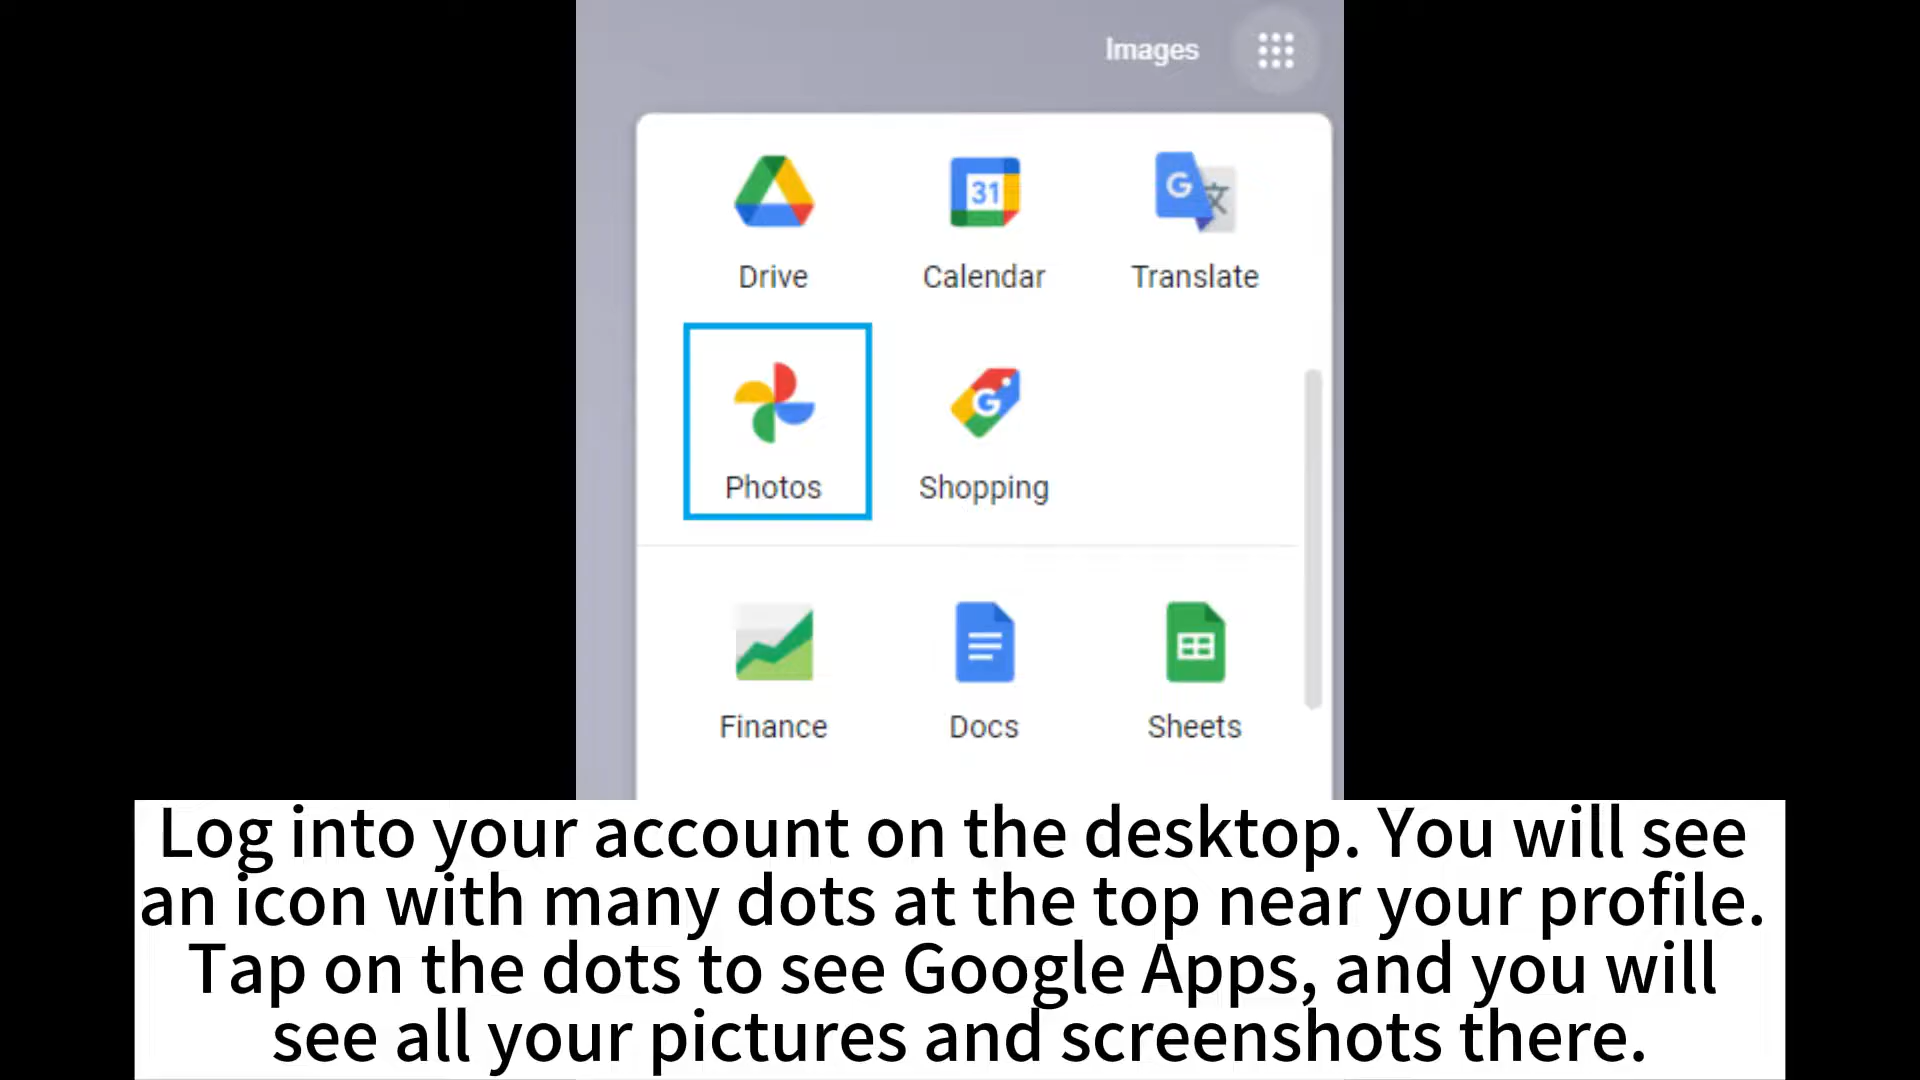 Images
Drive Calendar Translate
31
G 文
Photos Shopping
G
Finance Docs Sheets
Log into your account on the desktop. You will see
an icon with many dots at the top near your profile.
Tap on the dots to see Google Apps, and you will
see all your pictures and screenshots there.